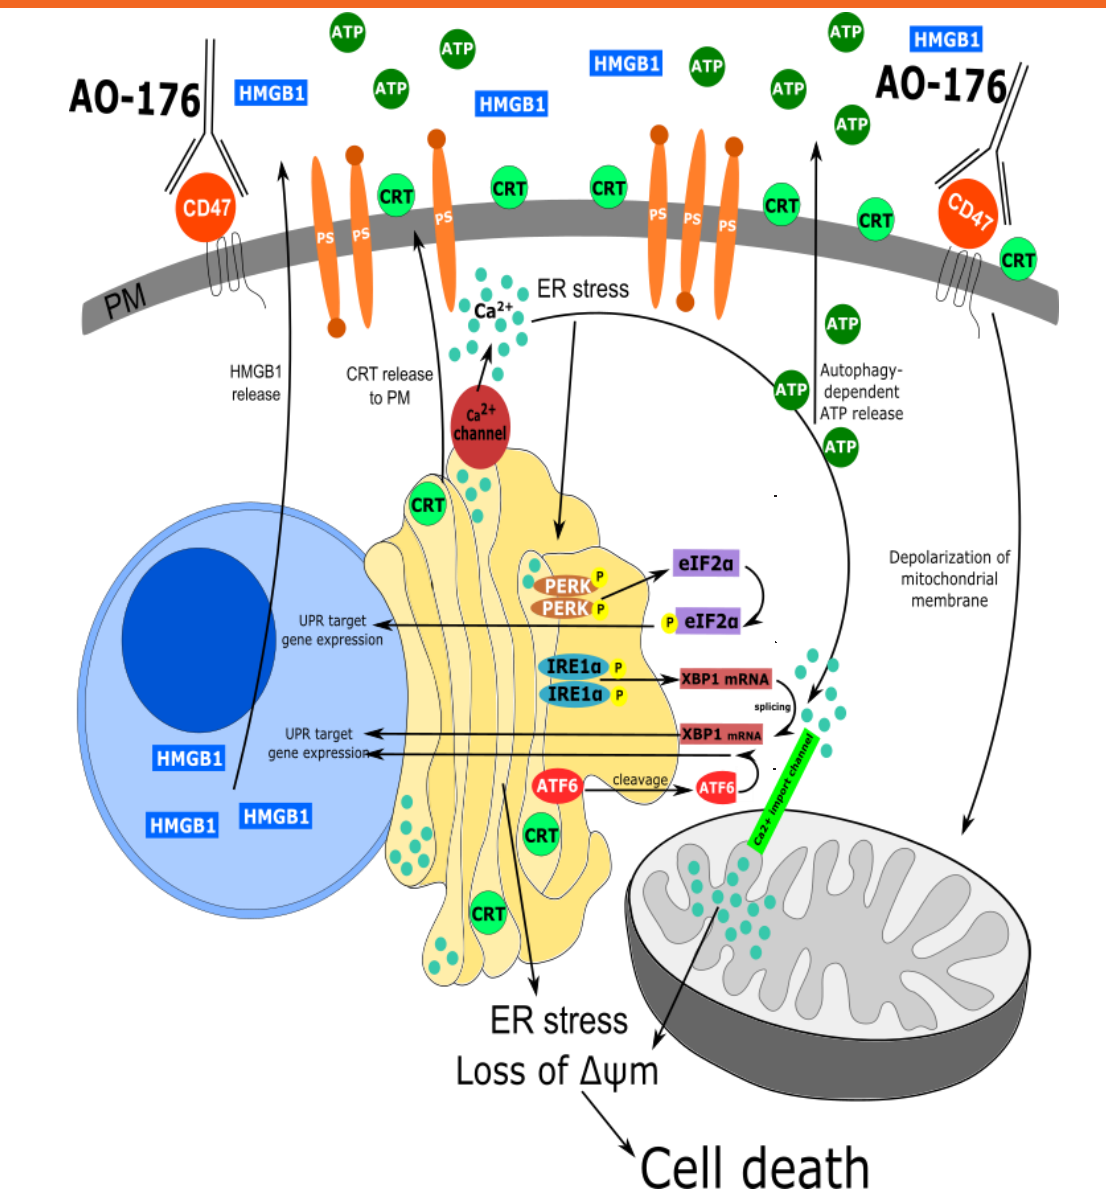 ATP
ATP
HMGB1
ATP
HMGB1
ATP
AO-176
AO-176
HMGB1
ATP
ATP
HMGB1
ATP
CD47
CRT
CRT
CRT
CRT
CD47
CRT
PS
PS
PS
PS
PS
PS
CRT
PM
ER stress
Ca²⁺
ATP
HMGB1
release
CRT release
to PM
ATP
Autophagy-
dependent
ATP release
Ca²⁺
channel
ATP
CRT
Depolarization of
mitochondrial
membrane
PERK
P
eIF2α
PERK
P
UPR target
gene expression
P
eIF2α
IRE1α
P
XBP1 mRNA
IRE1α
P
splicing
UPR target
gene expression
XBP1 mRNA
HMGB1
ATF6
cleavage
ATF6
Ca2+ import channel
HMGB1
HMGB1
CRT
CRT
ER stress
Loss of Δψm
Cell death